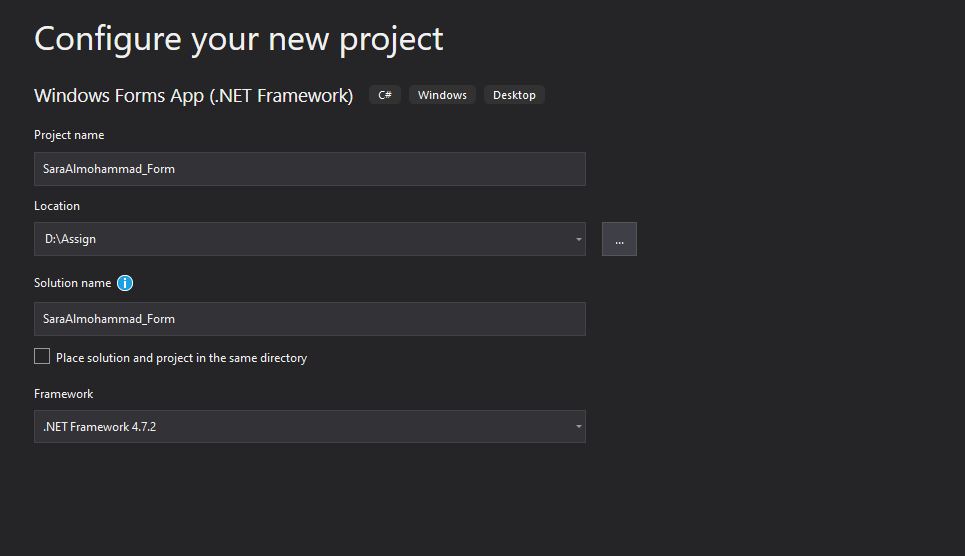 Configure your new project
Windows Forms App (.NET Framework) C# Windows Desktop
Project name
SaraAlmohammad_Form
Location
D:\Assign
...
Solution name i
SaraAlmohammad_Form
Place solution and project in the same directory
Framework
.NET Framework 4.7.2